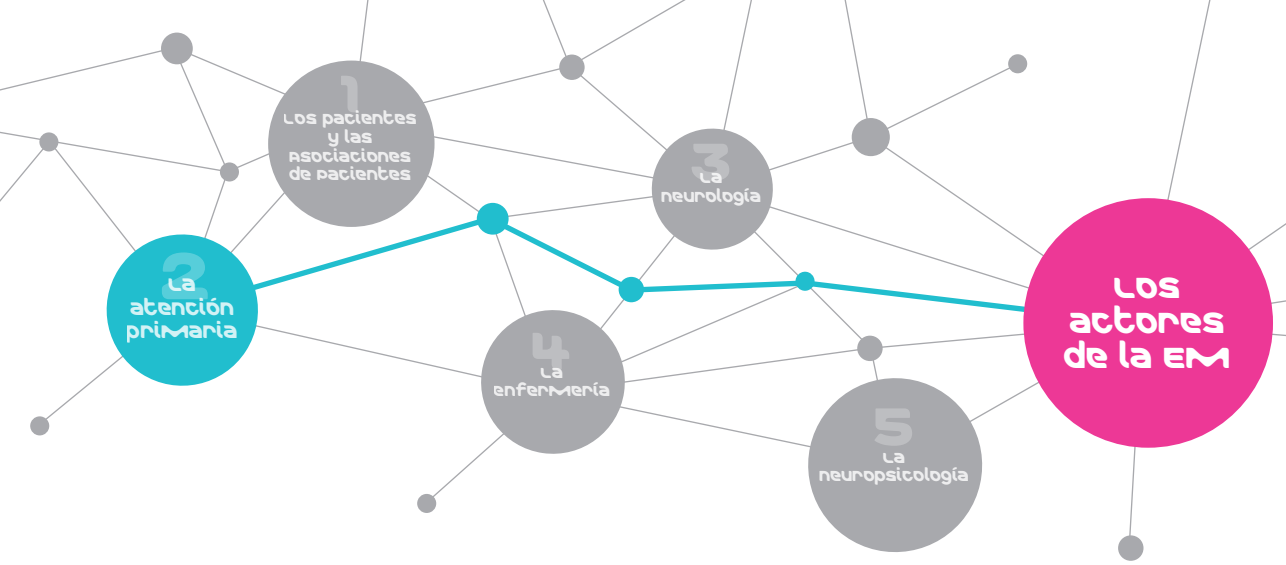 1
Los pacientes
y las
asociaciones
de pacientes
2
La
atención
primaria
3
La
neurología
4
La
enfermería
5
La
neuropsicología
Los
actores
de la EM